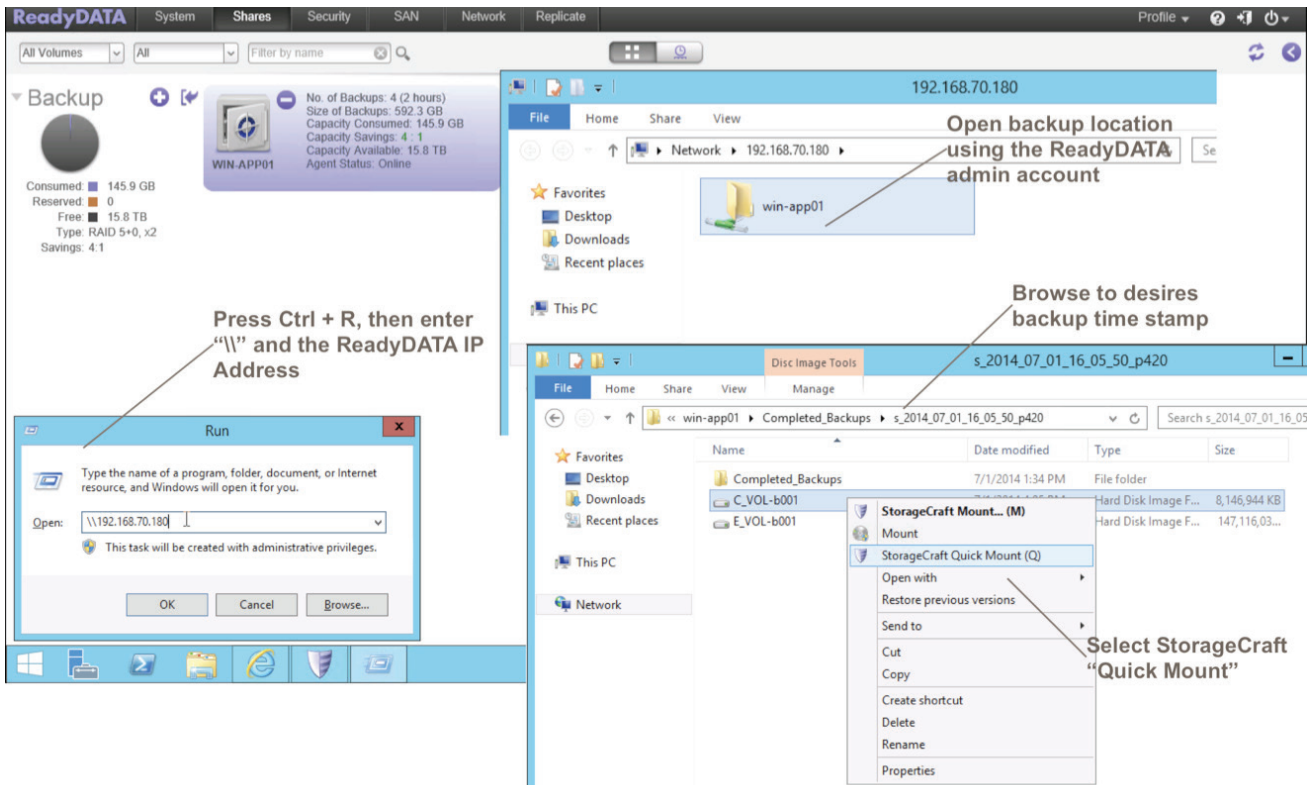 ReadyDATA System Shares Security SAN Network Replicate Profile
All Volumes All Filter by name
Backup
Consumed: 145.9 GB
Reserved: 0
Free: 15.8 TB
Type: RAID 5+0, x2
Savings: 4:1
WIN-APP01
No. of Backups: 4 (2 hours)
Size of Backups: 592.3 GB
Capacity Consumed: 145.9 GB
Capacity Savings: 4 : 1
Capacity Available: 15.8 TB
Agent Status: Online
192.168.70.180
File Home Share View
Network 192.168.70.180 Se
Favorites
Desktop
Downloads
Recent places
This PC
win-app01
Open backup location
using the ReadyDATA
admin account
Press Ctrl + R, then enter
“\\” and the ReadyDATA IP
Address
Browse to desires
backup time stamp
Run
Type the name of a program, folder, document, or Internet
resource, and Windows will open it for you.
Open: \\192.168.70.180
This task will be created with administrative privileges.
OK Cancel Browse...
Disc Image Tools s_2014_07_01_16_05_50_p420
File Home Share View Manage
« win-app01 Completed_Backups s_2014_07_01_16_05_50_p420 Search s_2014_07_01_16_05
Favorites
Desktop
Downloads
Recent places
This PC
Network
Name Date modified Type Size
Completed_Backups 7/1/2014 1:34 PM File folder
C_VOL-b001 Hard Disk Image F... 8,146,944 KB
E_VOL-b001 Hard Disk Image F... 147,116,03...
StorageCraft Mount... (M)
Mount
StorageCraft Quick Mount (Q)
Open with
Restore previous versions
Send to
Cut
Copy
Create shortcut
Delete
Rename
Properties
Select StorageCraft
“Quick Mount”